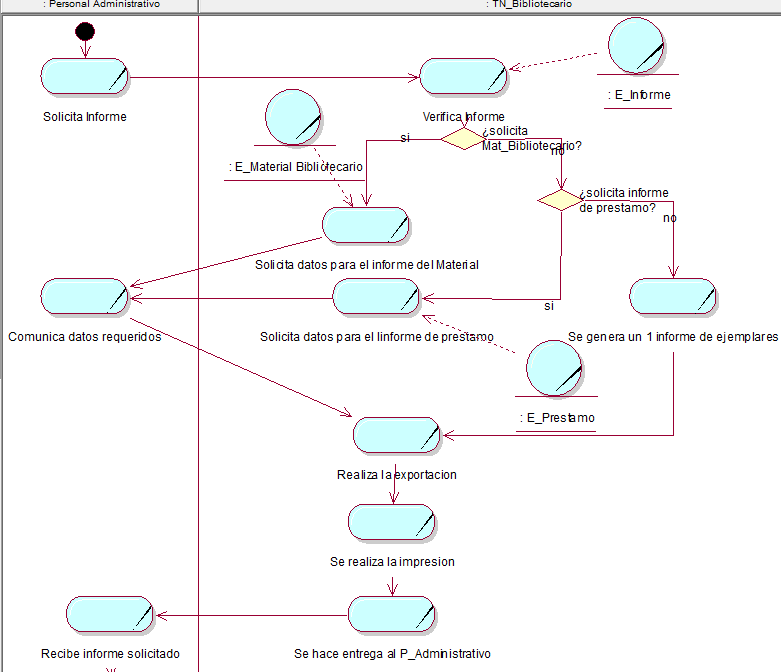 : Personal Administrativo
: TN_Bibliotecario
Solicita Informe
Verifica Informe
: E_Informe
¿solicita
Mat_Bibliotecario?
si
no
: E_Material Bibliotecario
¿solicita informe
de prestamo?
no
Solicita datos para el informe del Material
si
Comunica datos requeridos
Solicita datos para el Iinforme de prestamo
Se genera un 1 informe de ejemplares
: E_Prestamo
Realiza la exportacion
Se realiza la impresion
Recibe informe solicitado
Se hace entrega al P_Administrativo